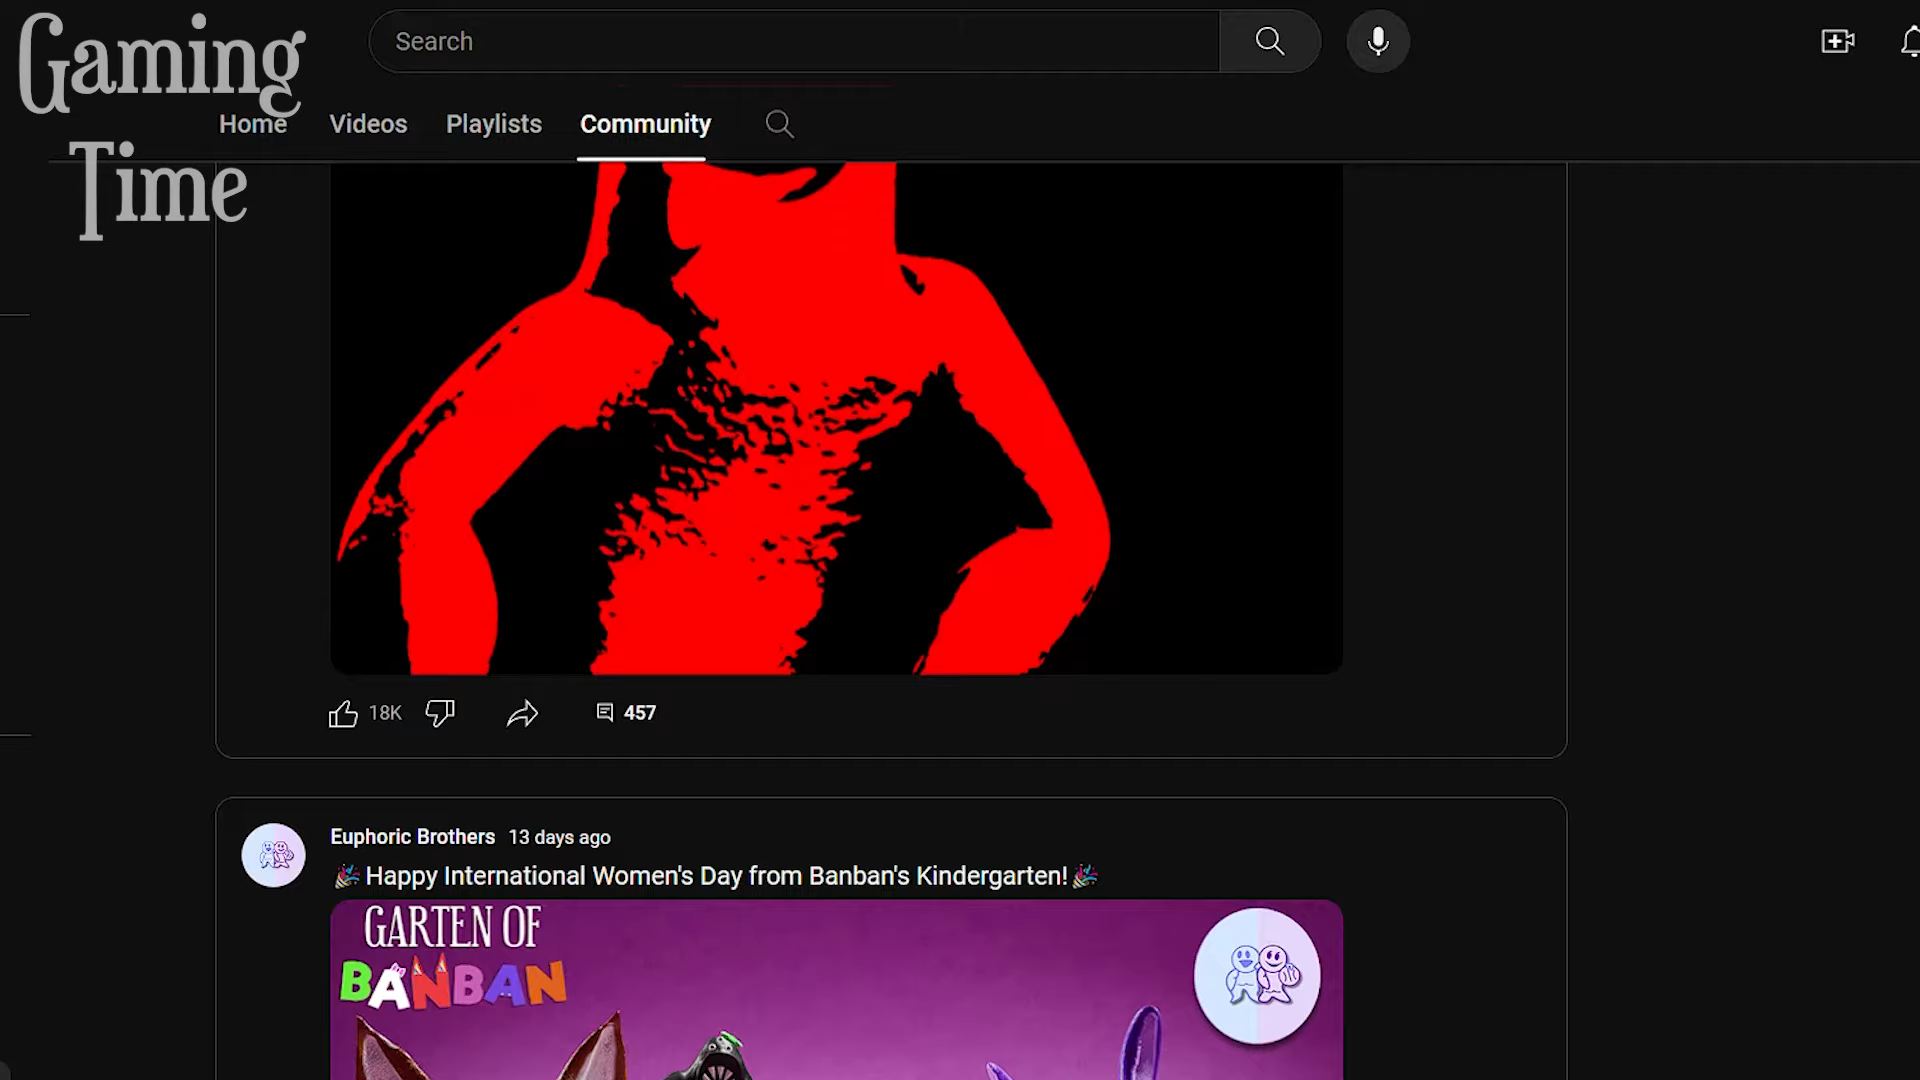 Gaming
Time
Search
Home Videos Playlists Community
18K 457
Euphoric Brothers 13 days ago
🎉 Happy International Women's Day from Banban's Kindergarten! 🎉
GARTEN OF
BANBAN